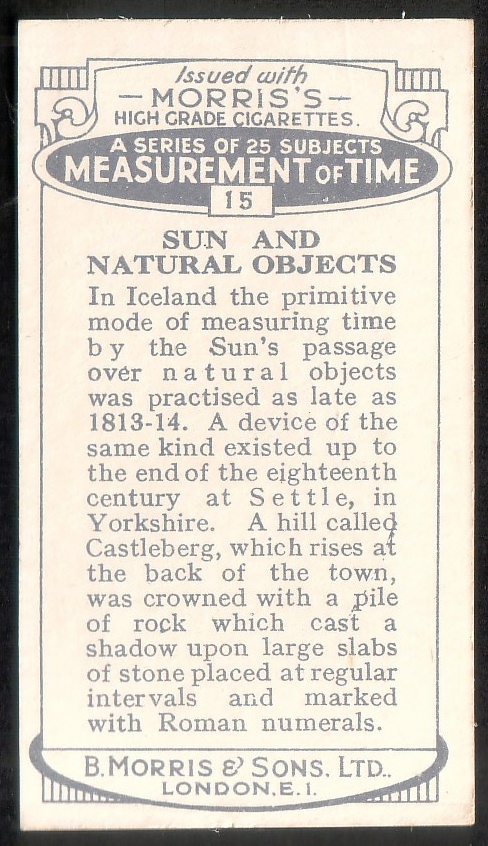 Issued with
— MORRIS'S —
HIGH GRADE CIGARETTES.
A SERIES OF 25 SUBJECTS
MEASUREMENT OF TIME
15
SUN AND
NATURAL OBJECTS
In Iceland the primitive
mode of measuring time
by the Sun's passage
over natural objects
was practised as late as
1813-14. A device of the
same kind existed up to
the end of the eighteenth
century at Settle, in
Yorkshire. A hill called
Castleberg, which rises at
the back of the town,
was crowned with a pile
of rock which cast a
shadow upon large slabs
of stone placed at regular
intervals and marked
with Roman numerals.
B. MORRIS & SONS. LTD..
LONDON. E. 1.